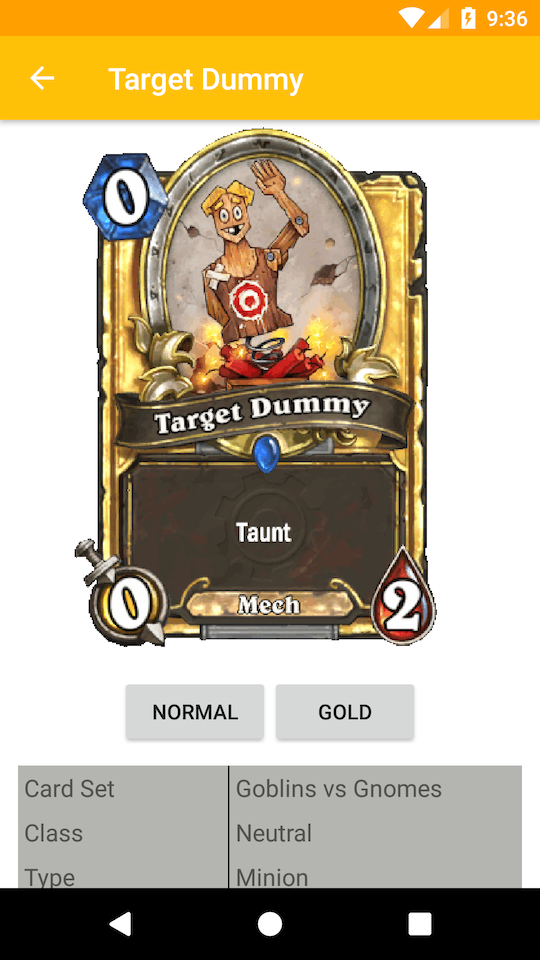 9:36
Target Dummy
0
Target Dummy
Taunt
0
Mech
2
NORMAL GOLD
Card Set Goblins vs Gnomes
Class Neutral
Type Minion